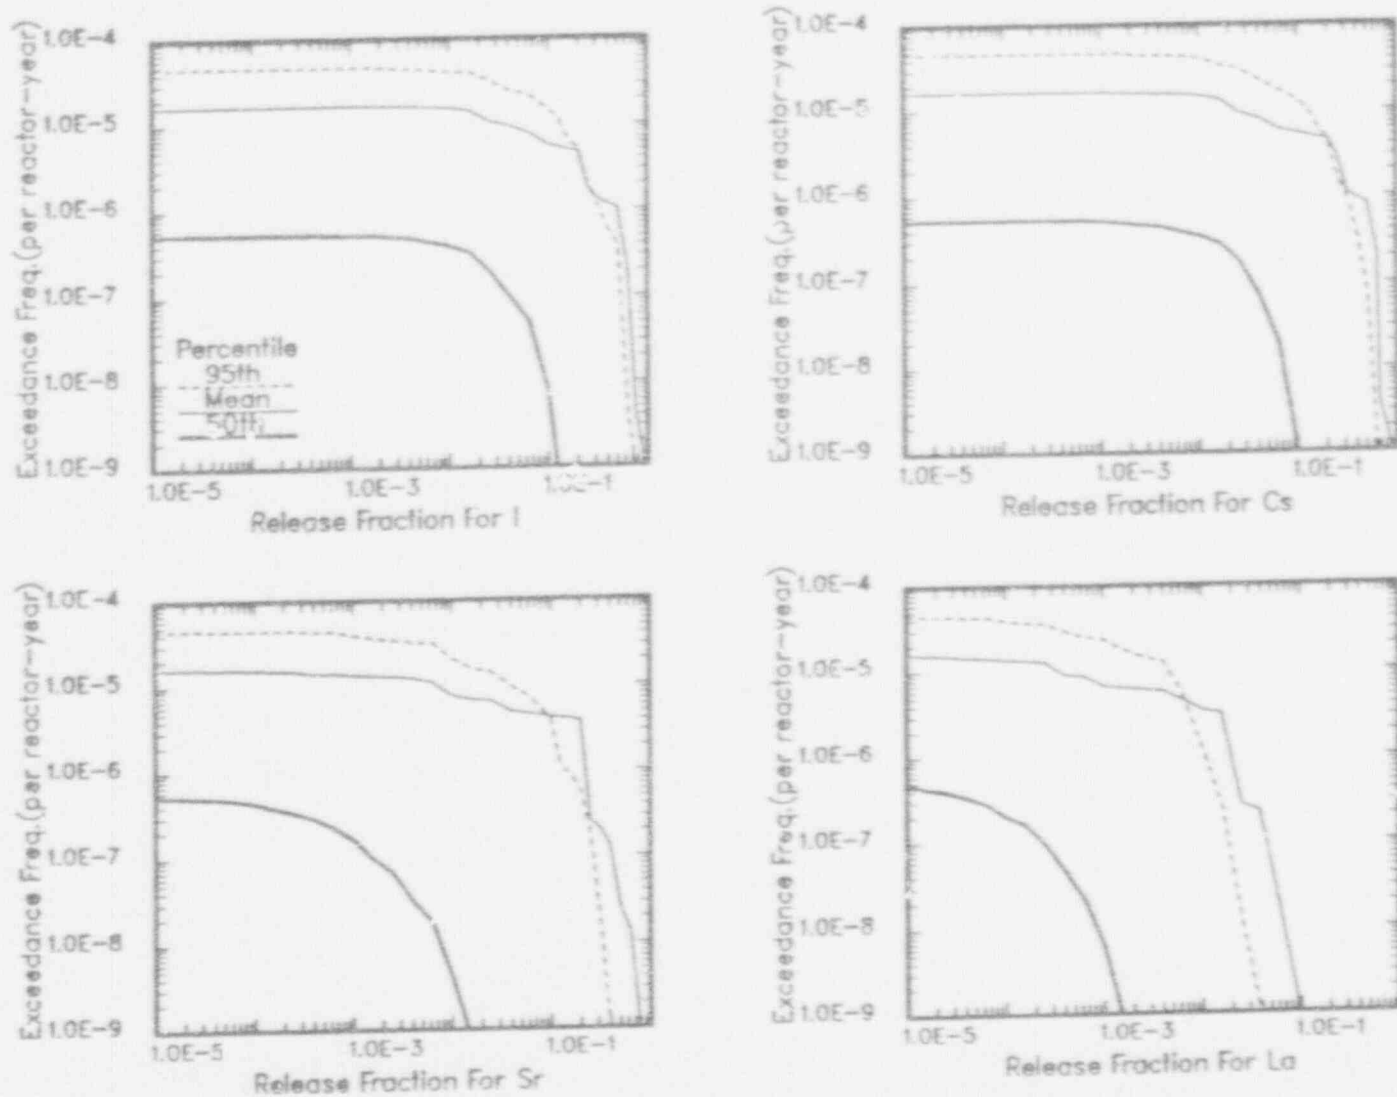 Exceedance Freq.(per reactor-year)
1.0E-4
1.0E-5
1.0E-6
1.0E-7
1.0E-8
1.0E-9
Percentile
95th
Mean
50th
1.0E-5 1.0E-3 1.0E-1
Release Fraction For I
Exceedance Freq.(per reactor-year)
1.0E-4
1.0E-5
1.0E-6
1.0E-7
1.0E-8
1.0E-9
1.0E-5 1.0E-3 1.0E-1
Release Fraction For Cs
Exceedance Freq.(per reactor-year)
1.0E-4
1.0E-5
1.0E-6
1.0E-7
1.0E-8
1.0E-9
1.0E-5 1.0E-3 1.0E-1
Release Fraction For Sr
Exceedance Freq.(per reactor-year)
1.0E-4
1.0E-5
1.0E-6
1.0E-7
1.0E-8
1.0E-9
1.0E-5 1.0E-3 1.0E-1
Release Fraction For La